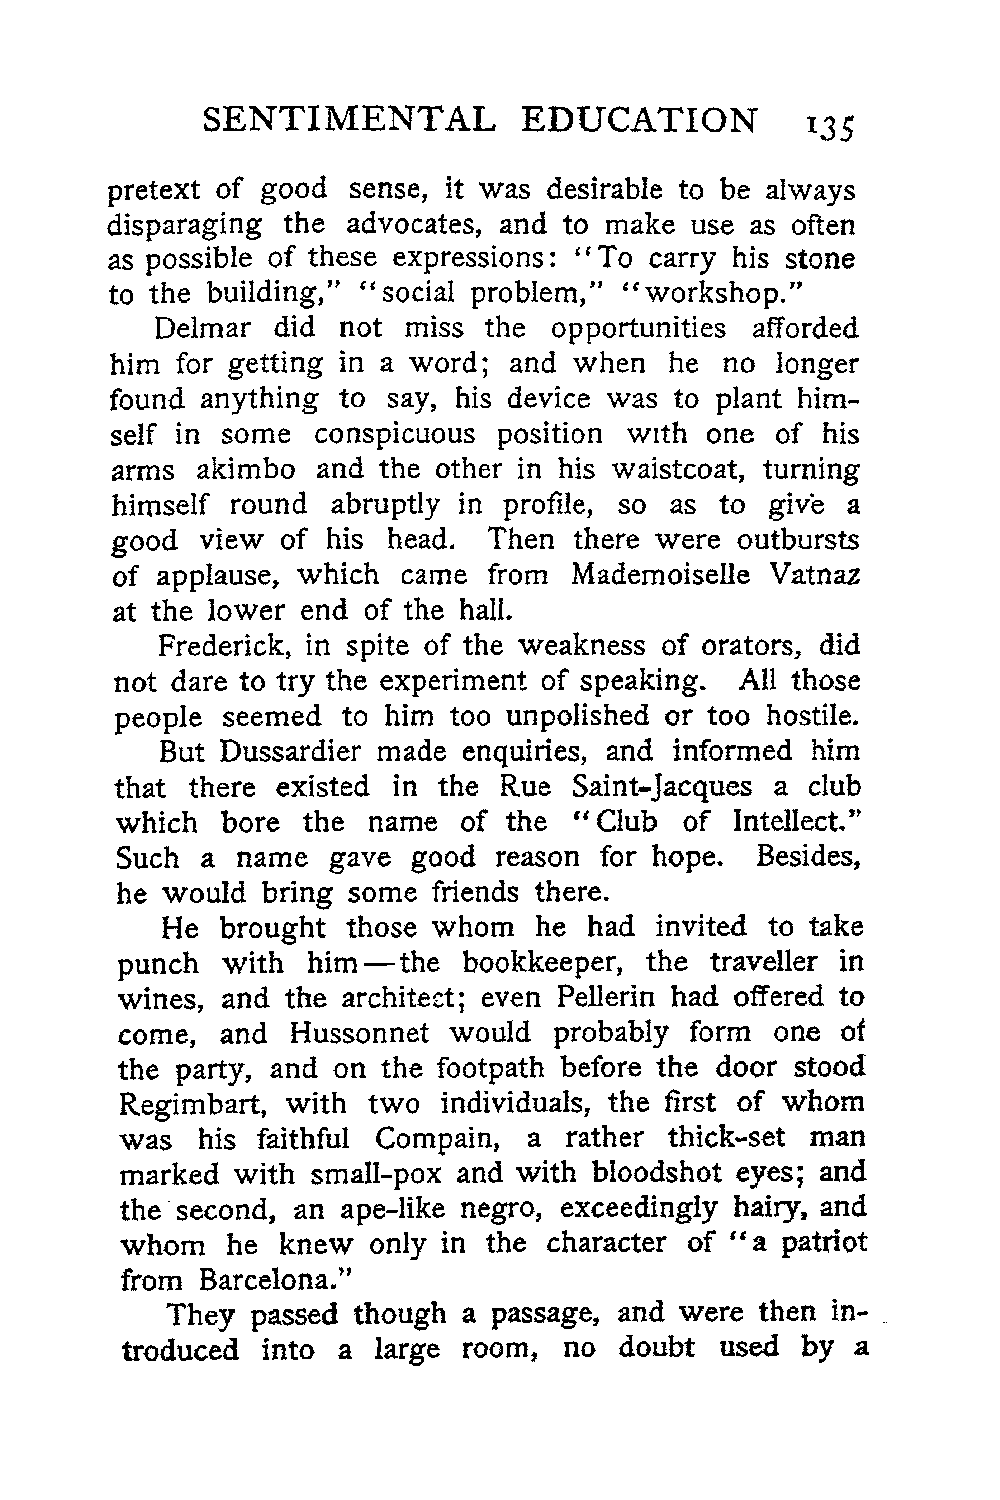 SENTIMENTAL EDUCATION 135
pretext of good sense, it was desirable to be always
disparaging the advocates, and to make use as often
as possible of these expressions: "To carry his stone
to the building," "social problem," "workshop."
Delmar did not miss the opportunities afforded
him for getting in a word; and when he no longer
found anything to say, his device was to plant him-
self in some conspicuous position with one of his
arms akimbo and the other in his waistcoat, turning
himself round abruptly in profile, so as to give a
good view of his head. Then there were outbursts
of applause, which came from Mademoiselle Vatnaz
at the lower end of the hall.
Frederick, in spite of the weakness of orators, did
not dare to try the experiment of speaking. All those
people seemed to him too unpolished or too hostile.
But Dussardier made enquiries, and informed him
that there existed in the Rue Saint-Jacques a club
which bore the name of the "Club of Intellect."
Such a name gave good reason for hope. Besides,
he would bring some friends there.
He brought those whom he had invited to take
punch with him—the bookkeeper, the traveller in
wines, and the architect; even Pellerin had offered to
come, and Hussonnet would probably form one of
the party, and on the footpath before the door stood
Regimbart, with two individuals, the first of whom
was his faithful Compain, a rather thick-set man
marked with small-pox and with bloodshot eyes; and
the second, an ape-like negro, exceedingly hairy, and
whom he knew only in the character of "a patriot
from Barcelona."
They passed though a passage, and were then in-
troduced into a large room, no doubt used by a